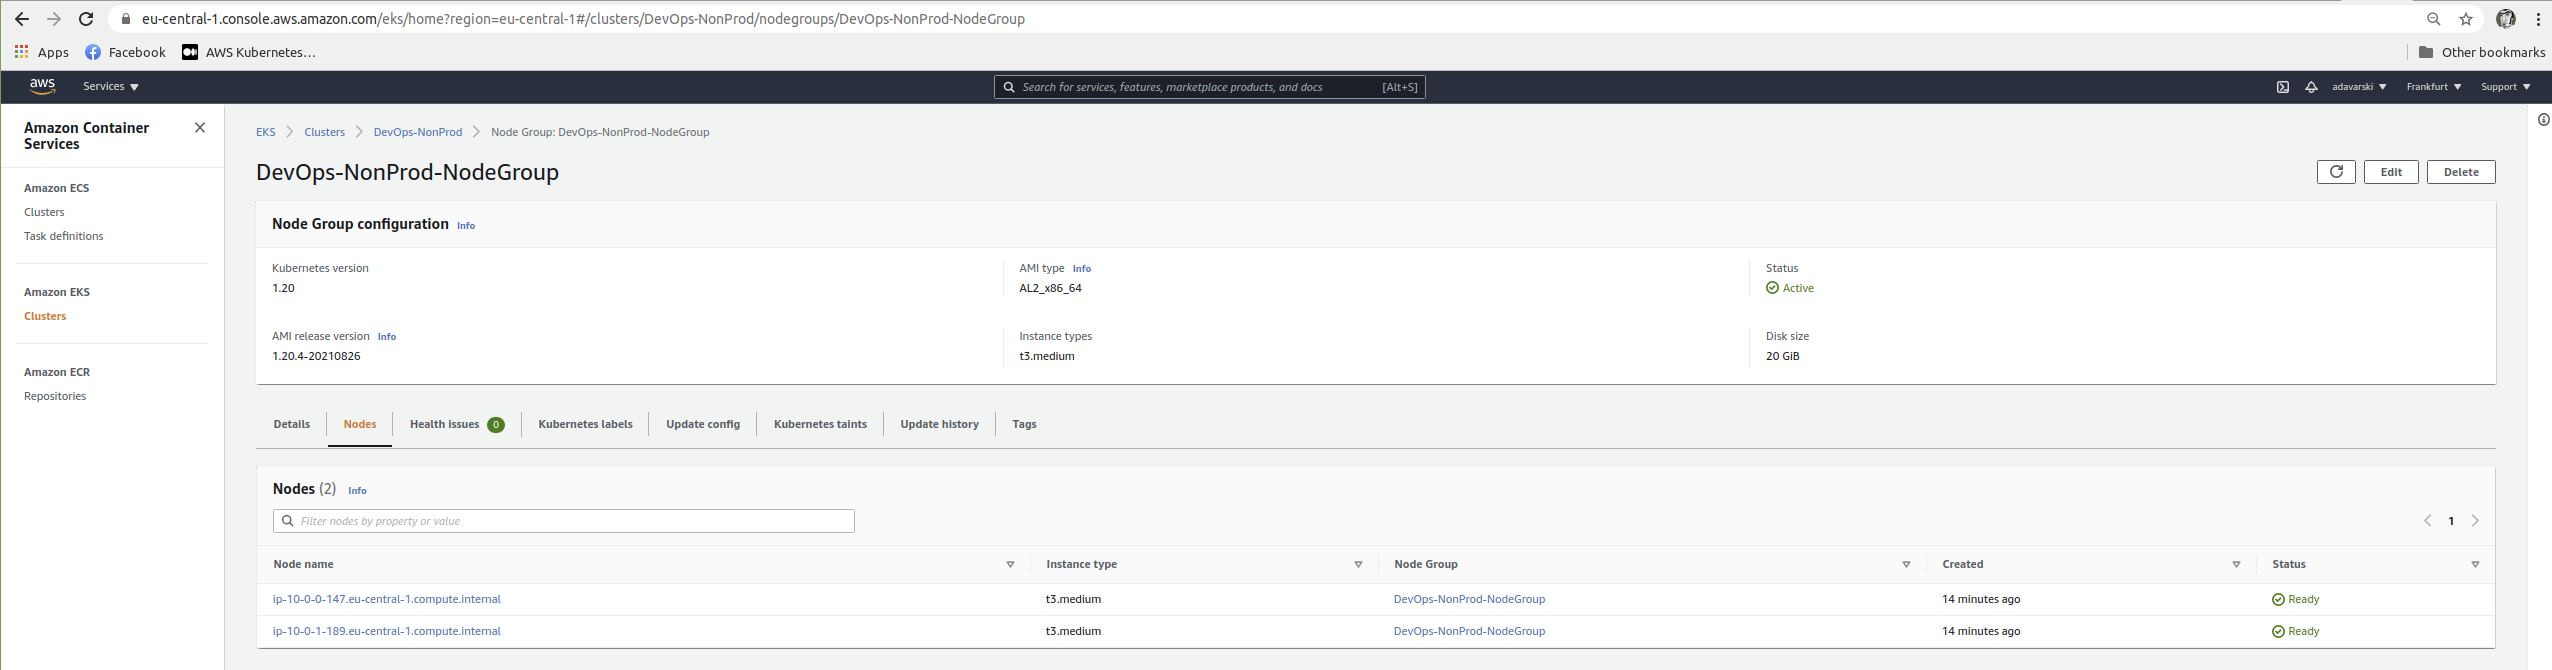 eu-central-1.console.aws.amazon.com/eks/home?region=eu-central-1#/clusters/DevOps-NonProd/nodegroups/DevOps-NonProd-NodeGroup
Apps Facebook AWS Kubernetes... Other bookmarks
aws Services Search for services, features, marketplace products, and docs [Alt+S] adavarski Frankfurt Support
Amazon Container
Services
Amazon ECS
Clusters
Task definitions
Amazon EKS
Clusters
Amazon ECR
Repositories
EKS Clusters DevOps-NonProd Node Group: DevOps-NonProd-NodeGroup
DevOps-NonProd-NodeGroup Edit Delete
Node Group configuration Info
Kubernetes version AMI type Info Status
1.20 AL2_x86_64 Active
AMI release version Info Instance types Disk size
1.20.4-20210826 t3.medium 20 GiB
Details Nodes Health issues 0 Kubernetes labels Update config Kubernetes taints Update history Tags
Nodes (2) Info
Filter nodes by property or value 1
Node name Instance type Node Group Created Status
ip-10-0-0-147.eu-central-1.compute.internal t3.medium DevOps-NonProd-NodeGroup 14 minutes ago Ready
ip-10-0-1-189.eu-central-1.compute.internal t3.medium DevOps-NonProd-NodeGroup 14 minutes ago Ready